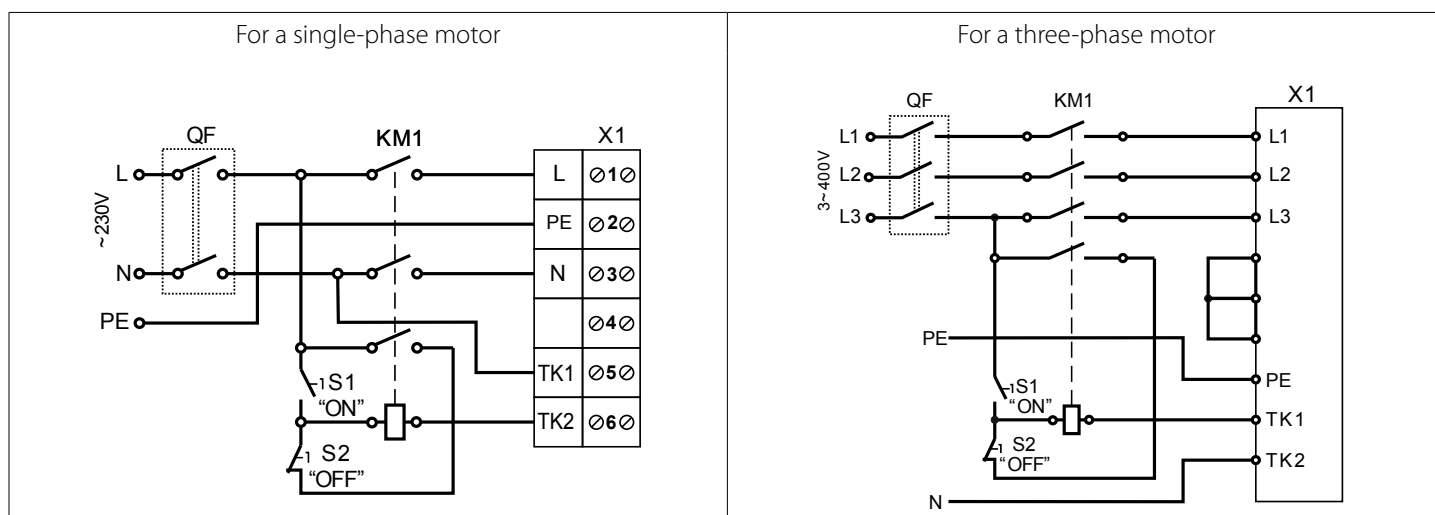 For a single-phase motor
QF
KM1
X1
L
L
⊘1⊘
~230V
PE
⊘2⊘
N
N
⊘3⊘
PE
⊘4⊘
S1
"ON"
TK1
⊘5⊘
TK2
⊘6⊘
S2
"OFF"
For a three-phase motor
QF
KM1
X1
L1
L1
3~400V
L2
L2
L3
L3
PE
PE
S1
"ON"
TK1
S2
"OFF"
TK2
N